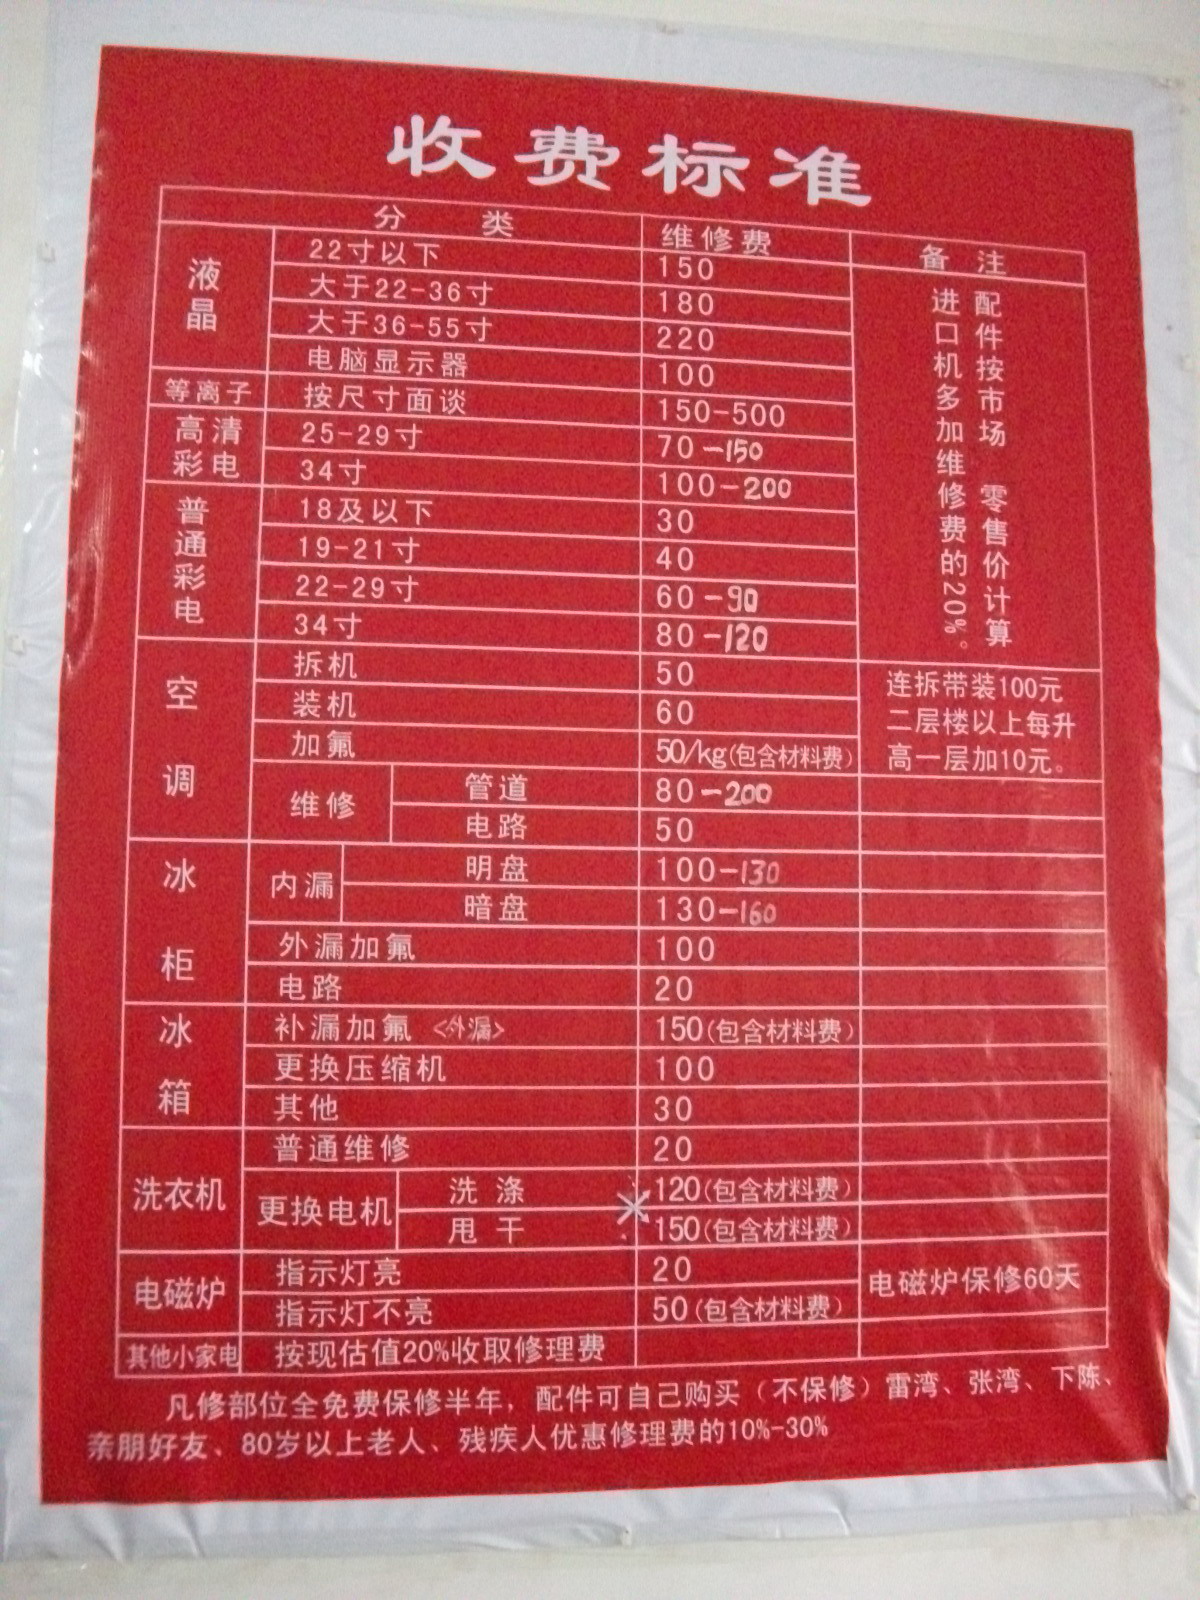 收费标准
分类 维修费 备注
液晶 22寸以下 150
大于22-36寸 180
大于36-55寸 220
电脑显示器 100
等离子 按尺寸面谈 150-500
高清彩电 25-29寸 70-150
34寸 100-200
普通彩电 18及以下 30
19-21寸 40
22-29寸 60-90
34寸 80-120
配件按市场 零售价计算
进口机多加维修费的20%。
空调 拆机 50
装机 60
加氟 50/kg(包含材料费)
连拆带装100元
二层楼以上每升
高一层加10元。
维修 管道 80-200
电路 50
冰柜 内漏 明盘 100-130
暗盘 130-160
外漏加氟 100
电路 20
冰箱 补漏加氟 <外漏> 150(包含材料费)
更换压缩机 100
其他 30
洗衣机 普通维修 20
更换电机 洗涤 120(包含材料费)
甩干 150(包含材料费)
电磁炉 指示灯亮 20
指示灯不亮 50(包含材料费)
电磁炉保修60天
其他小家电 按现估值20%收取修理费
凡修部位全免费保修半年，配件可自己购买（不保修）雷湾、张湾、下陈、
亲朋好友、80岁以上老人、残疾人优惠修理费的10%-30%